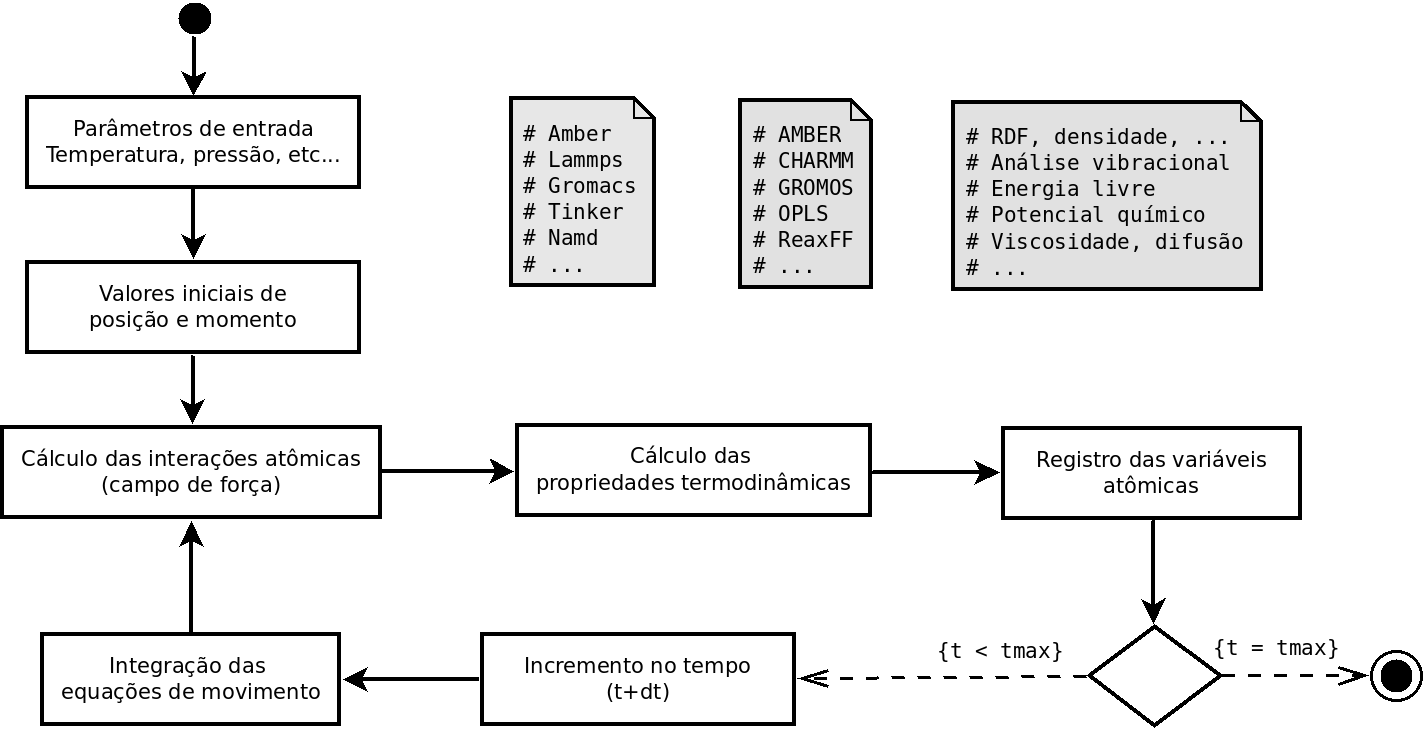 Parâmetros de entrada
Temperatura, pressão, etc...
# Amber
# Lammps
# Gromacs
# Tinker
# Namd
# ...
# AMBER
# CHARMM
# GROMOS
# OPLS
# ReaxFF
# ...
# RDF, densidade, ...
# Análise vibracional
# Energia livre
# Potencial químico
# Viscosidade, difusão
# ...
Valores iniciais de
posição e momento
Cálculo das interações atômicas
(campo de força)
Cálculo das
propriedades termodinâmicas
Registro das variáveis
atômicas
{t < tmax}
{t = tmax}
Incremento no tempo
(t+dt)
Integração das
equações de movimento